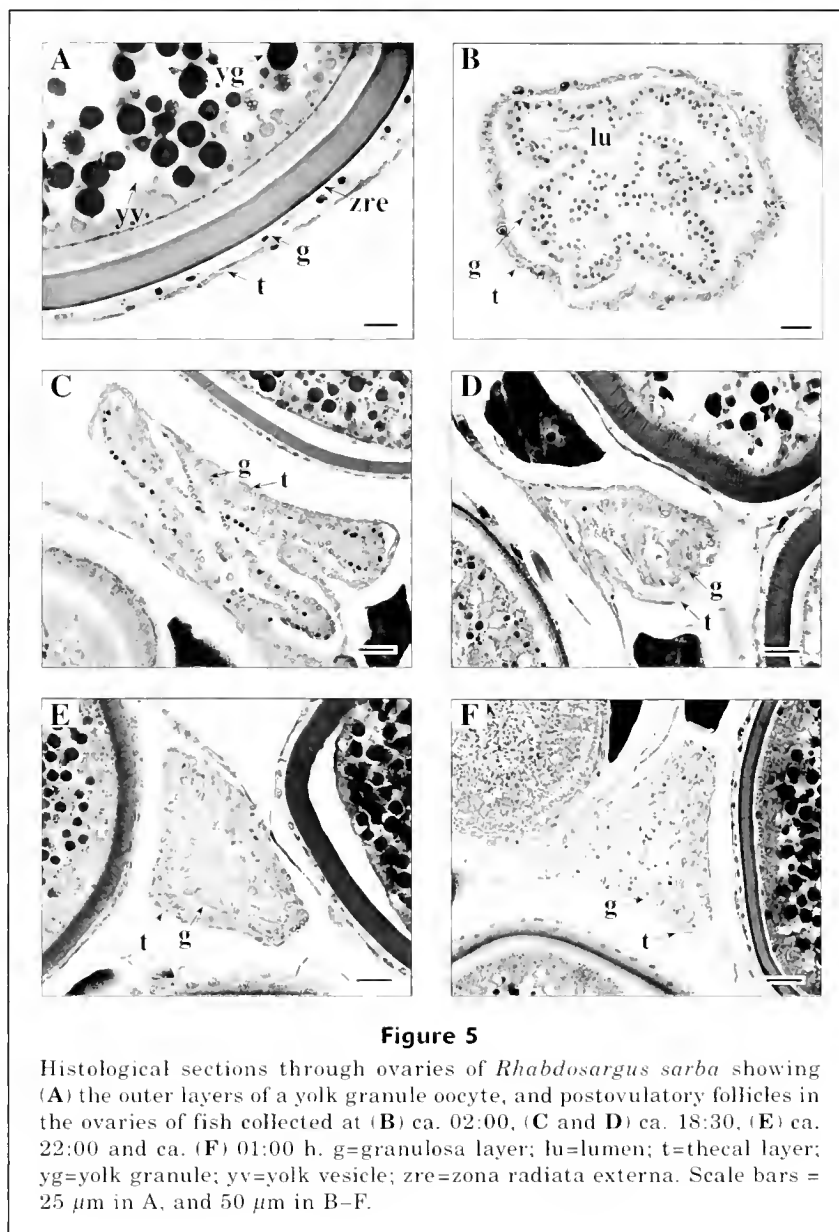 A
yg
yv
zre
g
t
B
lu
g
t
C
g
t
D
g
t
E
t
g
F
g
t
Figure 5
Histological sections through ovaries of Rhabdosargus sarba showing
(A) the outer layers of a yolk granule oocyte, and postovulatory follicles in
the ovaries of fish collected at (B) ca. 02:00, (C and D) ca. 18:30, (E) ca.
22:00 and ca. (F) 01:00 h. g=granulosa layer; lu=lumen; t=thecal layer;
yg=yolk granule; yv=yolk vesicle; zre=zona radiata externa. Scale bars =
25 μm in A, and 50 μm in B–F.